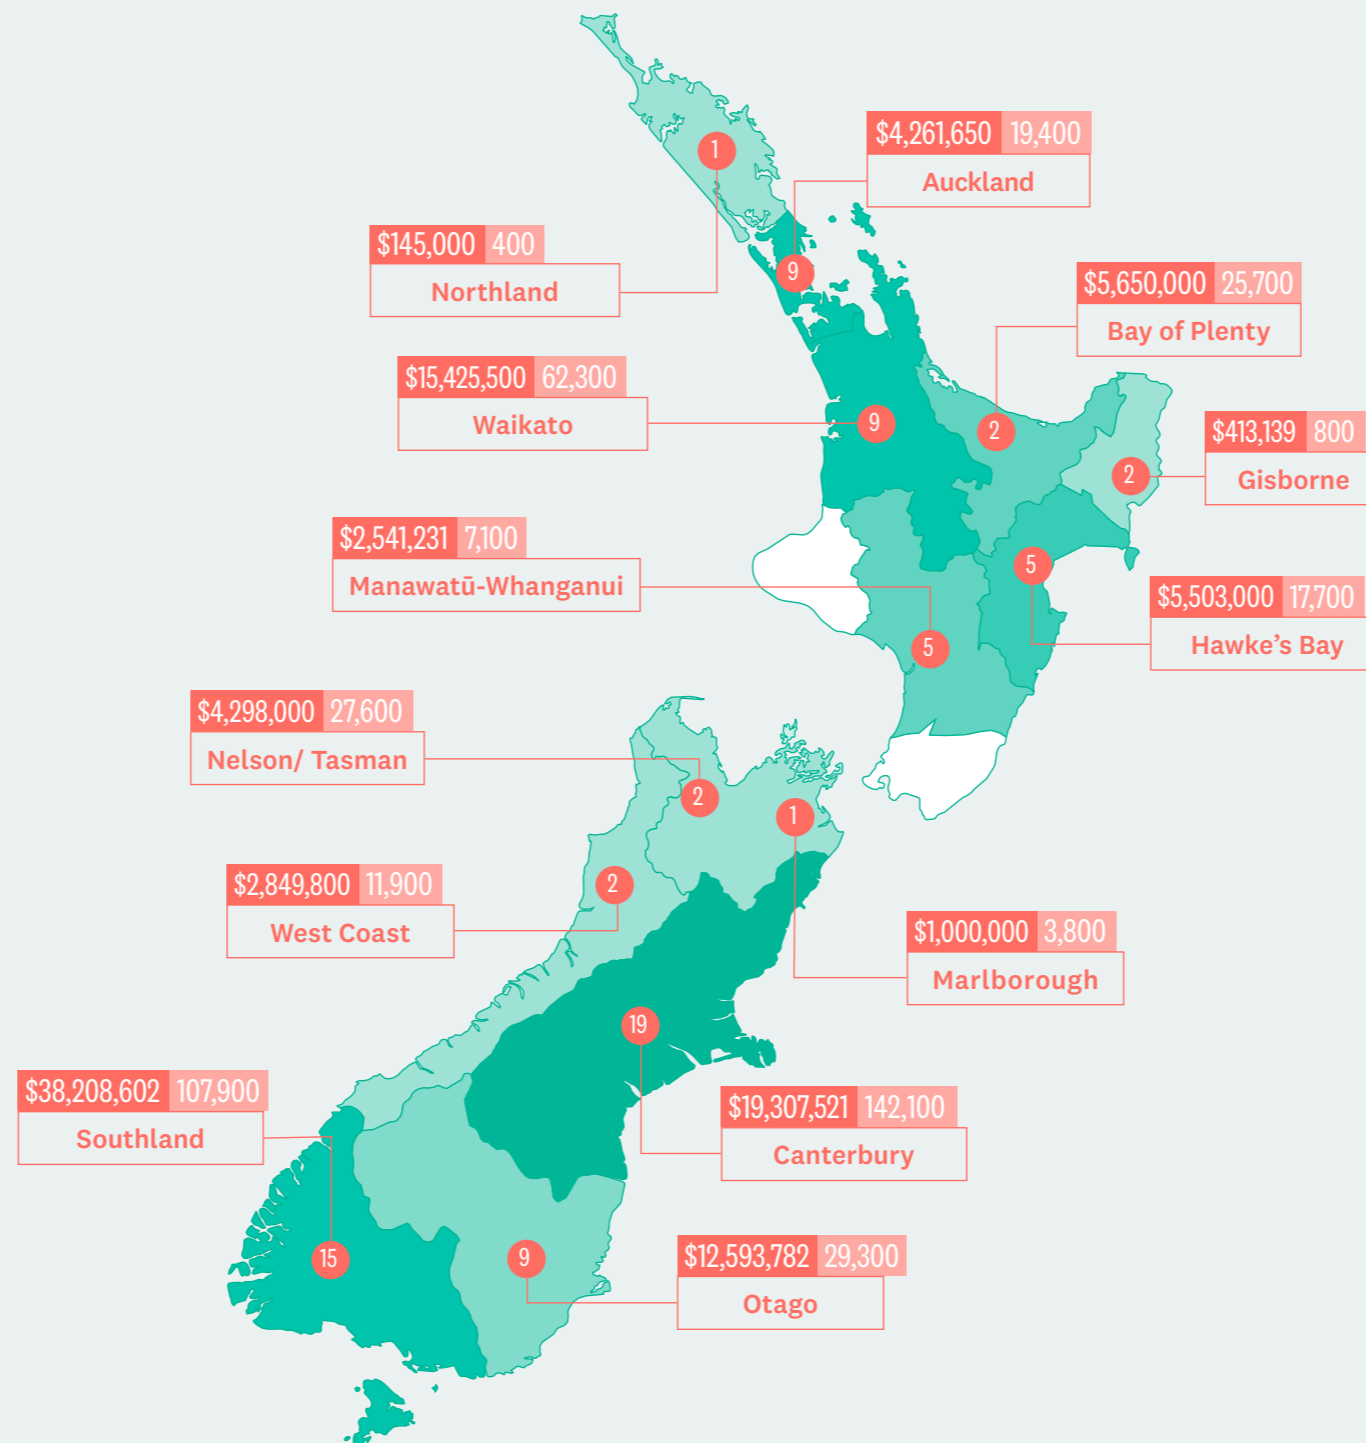 $4,261,650 19,400
Auckland
1
$145,000 400
Northland
9
$5,650,000 25,700
Bay of Plenty
$15,425,500 62,300
Waikato
9
2
$413,139 800
Gisborne
2
$2,541,231 7,100
Manawatū-Whanganui
5
$5,503,000 17,700
Hawke's Bay
5
$4,298,000 27,600
Nelson/ Tasman
2
1
$2,849,800 11,900
West Coast
2
$1,000,000 3,800
Marlborough
19
$38,208,602 107,900
Southland
$19,307,521 142,100
Canterbury
15
9
$12,593,782 29,300
Otago